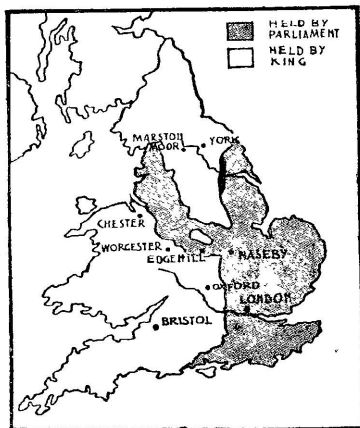 HELD BY
PARLIAMENT
HELD BY
KING
MARSTON
MOOR
YORK
CHESTER
WORCESTER
EDGEHILL
NASEBY
OXFORD
LONDON
BRISTOL